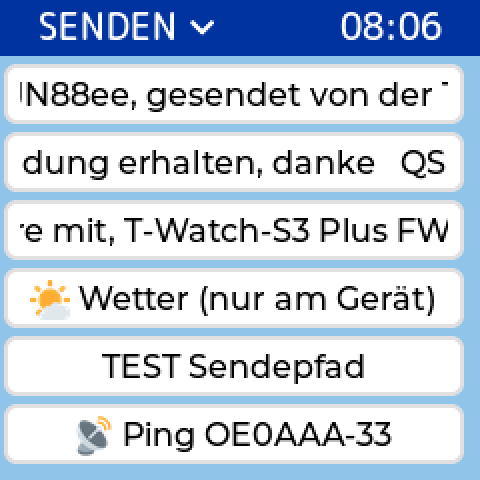 SENDEN 08:06
N88ee, gesendet von der
dung erhalten, danke QS
e mit, T-Watch-S3 Plus FW
Wetter (nur am Gerät)
TEST Sendepfad
Ping OE0AAA-33